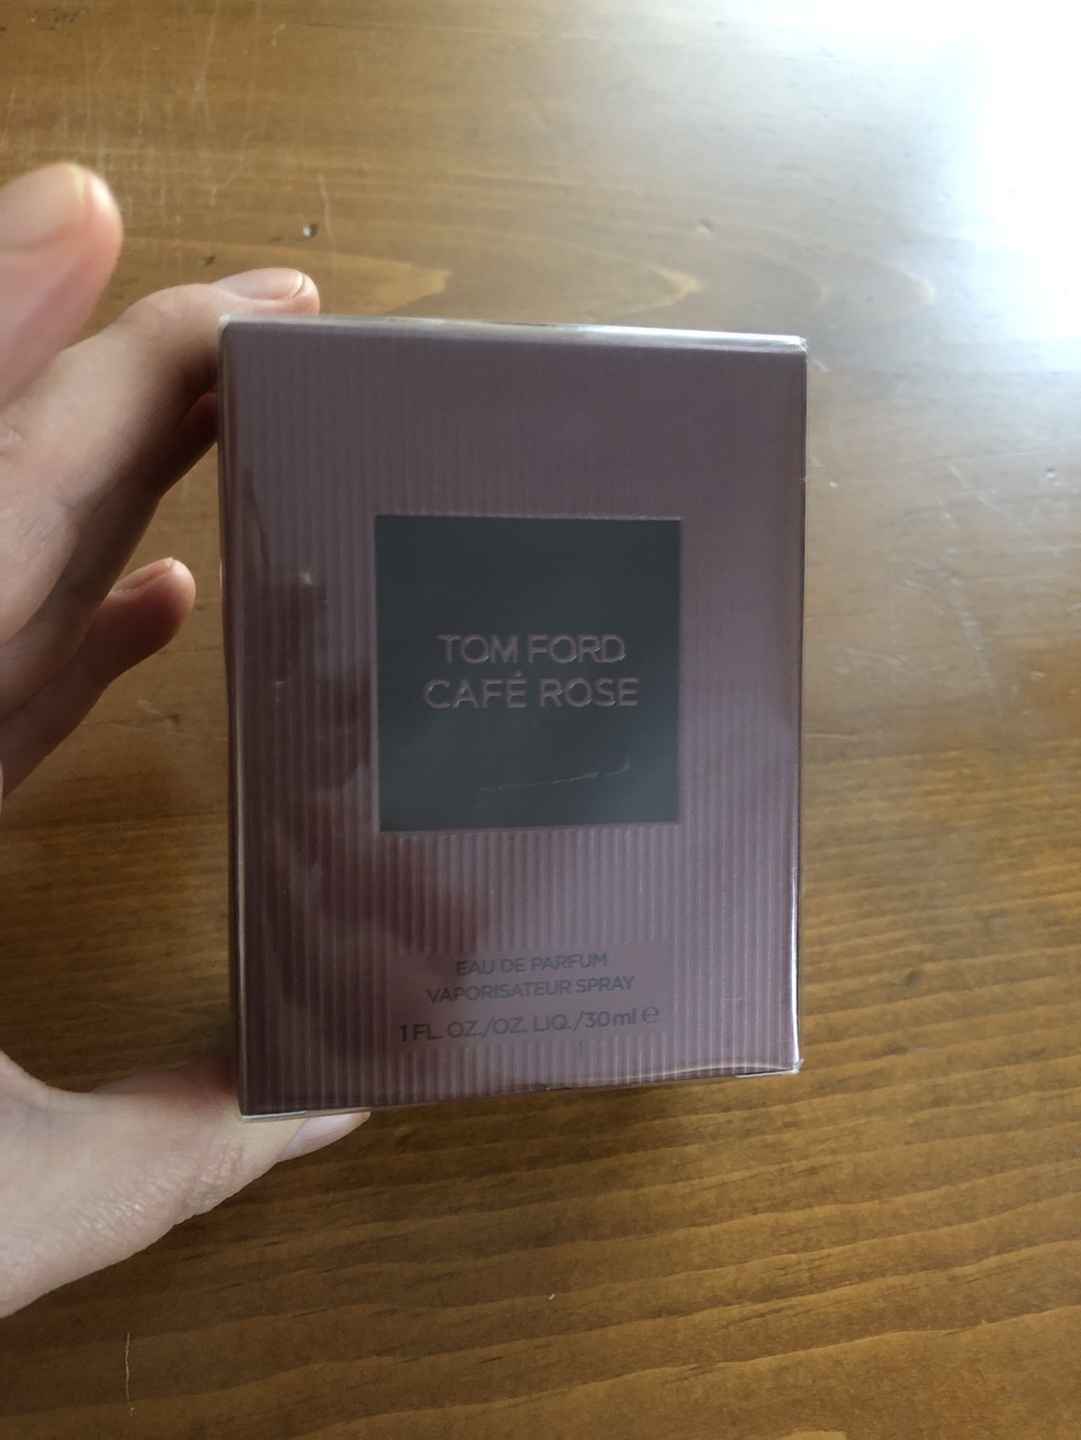 TOM FORD
CAFÉ ROSE
EAU DE PARFUM
VAPORISATEUR SPRAY
1 FL. OZ./OZ. LIQ./30ml ℮